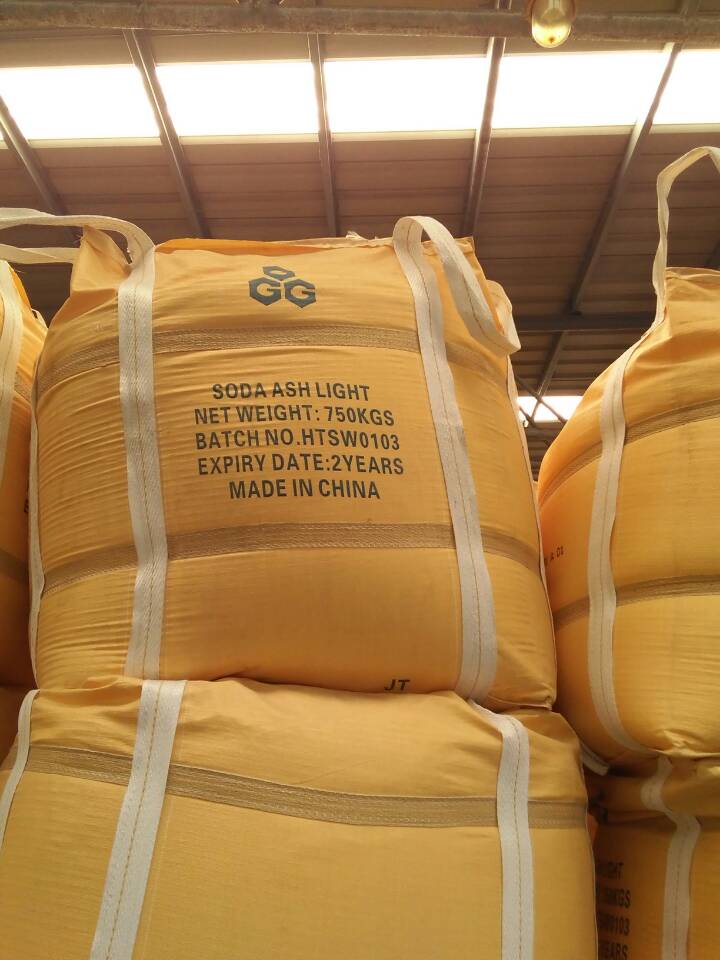 GG
SODA ASH LIGHT
NET WEIGHT: 750KGS
BATCH NO.HTSW0103
EXPIRY DATE:2YEARS
MADE IN CHINA
JT